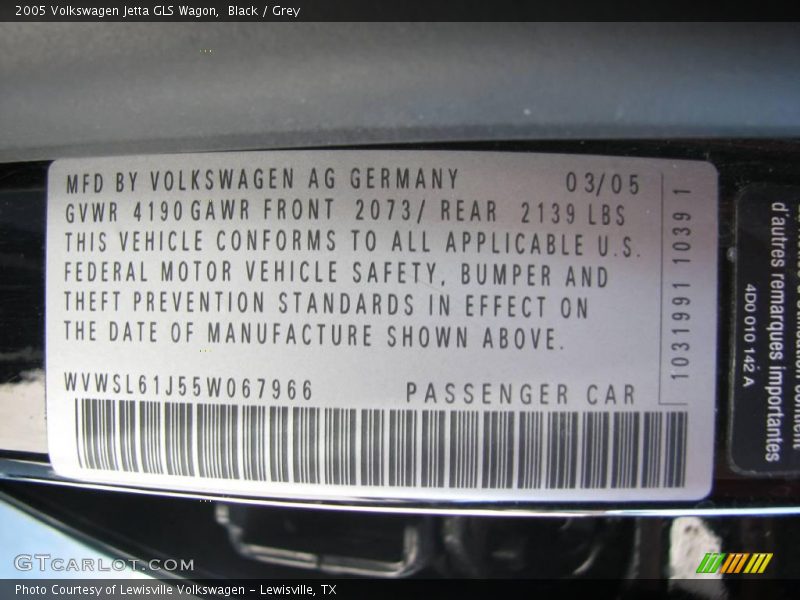 2005 Volkswagen Jetta GLS Wagon, Black / Grey
MFD BY VOLKSWAGEN AG GERMANY 03/05
GVWR 4190 GAWR FRONT 2073/ REAR 2139 LBS
THIS VEHICLE CONFORMS TO ALL APPLICABLE U.S.
FEDERAL MOTOR VEHICLE SAFETY, BUMPER AND
THEFT PREVENTION STANDARDS IN EFFECT ON
THE DATE OF MANUFACTURE SHOWN ABOVE.
WVWSL61J55W067966 PASSENGER CAR
1031991 1039 1
d'autres remarques importantes
4D0 010 142 A
GTCarLot.com
Photo Courtesy of Lewisville Volkswagen – Lewisville, TX